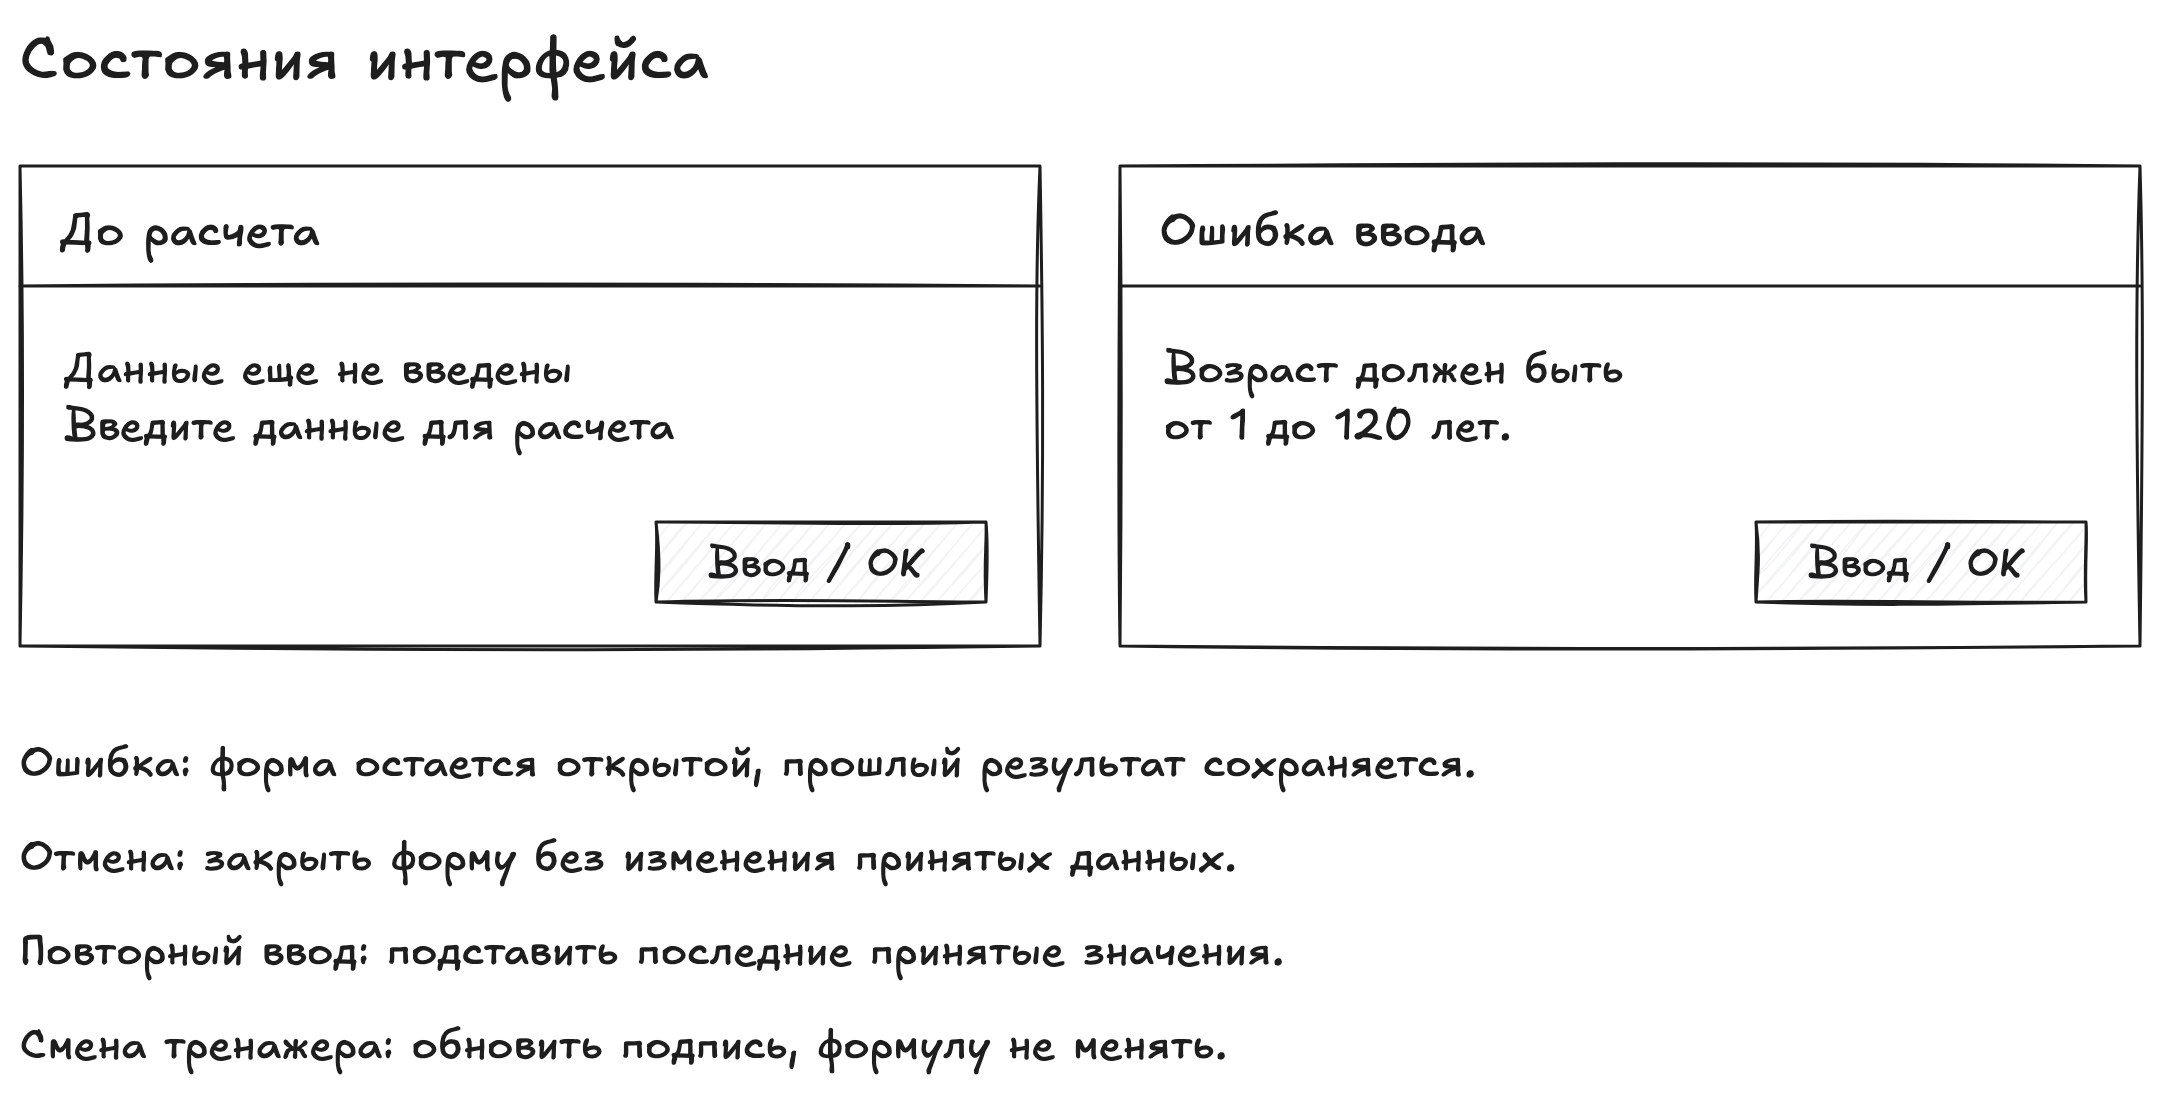 Состояния интерфейса
До расчета
Данные еще не введены
Введите данные для расчета
Ввод / OK
Ошибка ввода
Возраст должен быть
от 1 до 120 лет.
Ввод / OK
Ошибка: форма остается открытой, прошлый результат сохраняется.
Отмена: закрыть форму без изменения принятых данных.
Повторный ввод: подставить последние принятые значения.
Смена тренажера: обновить подпись, формулу не менять.